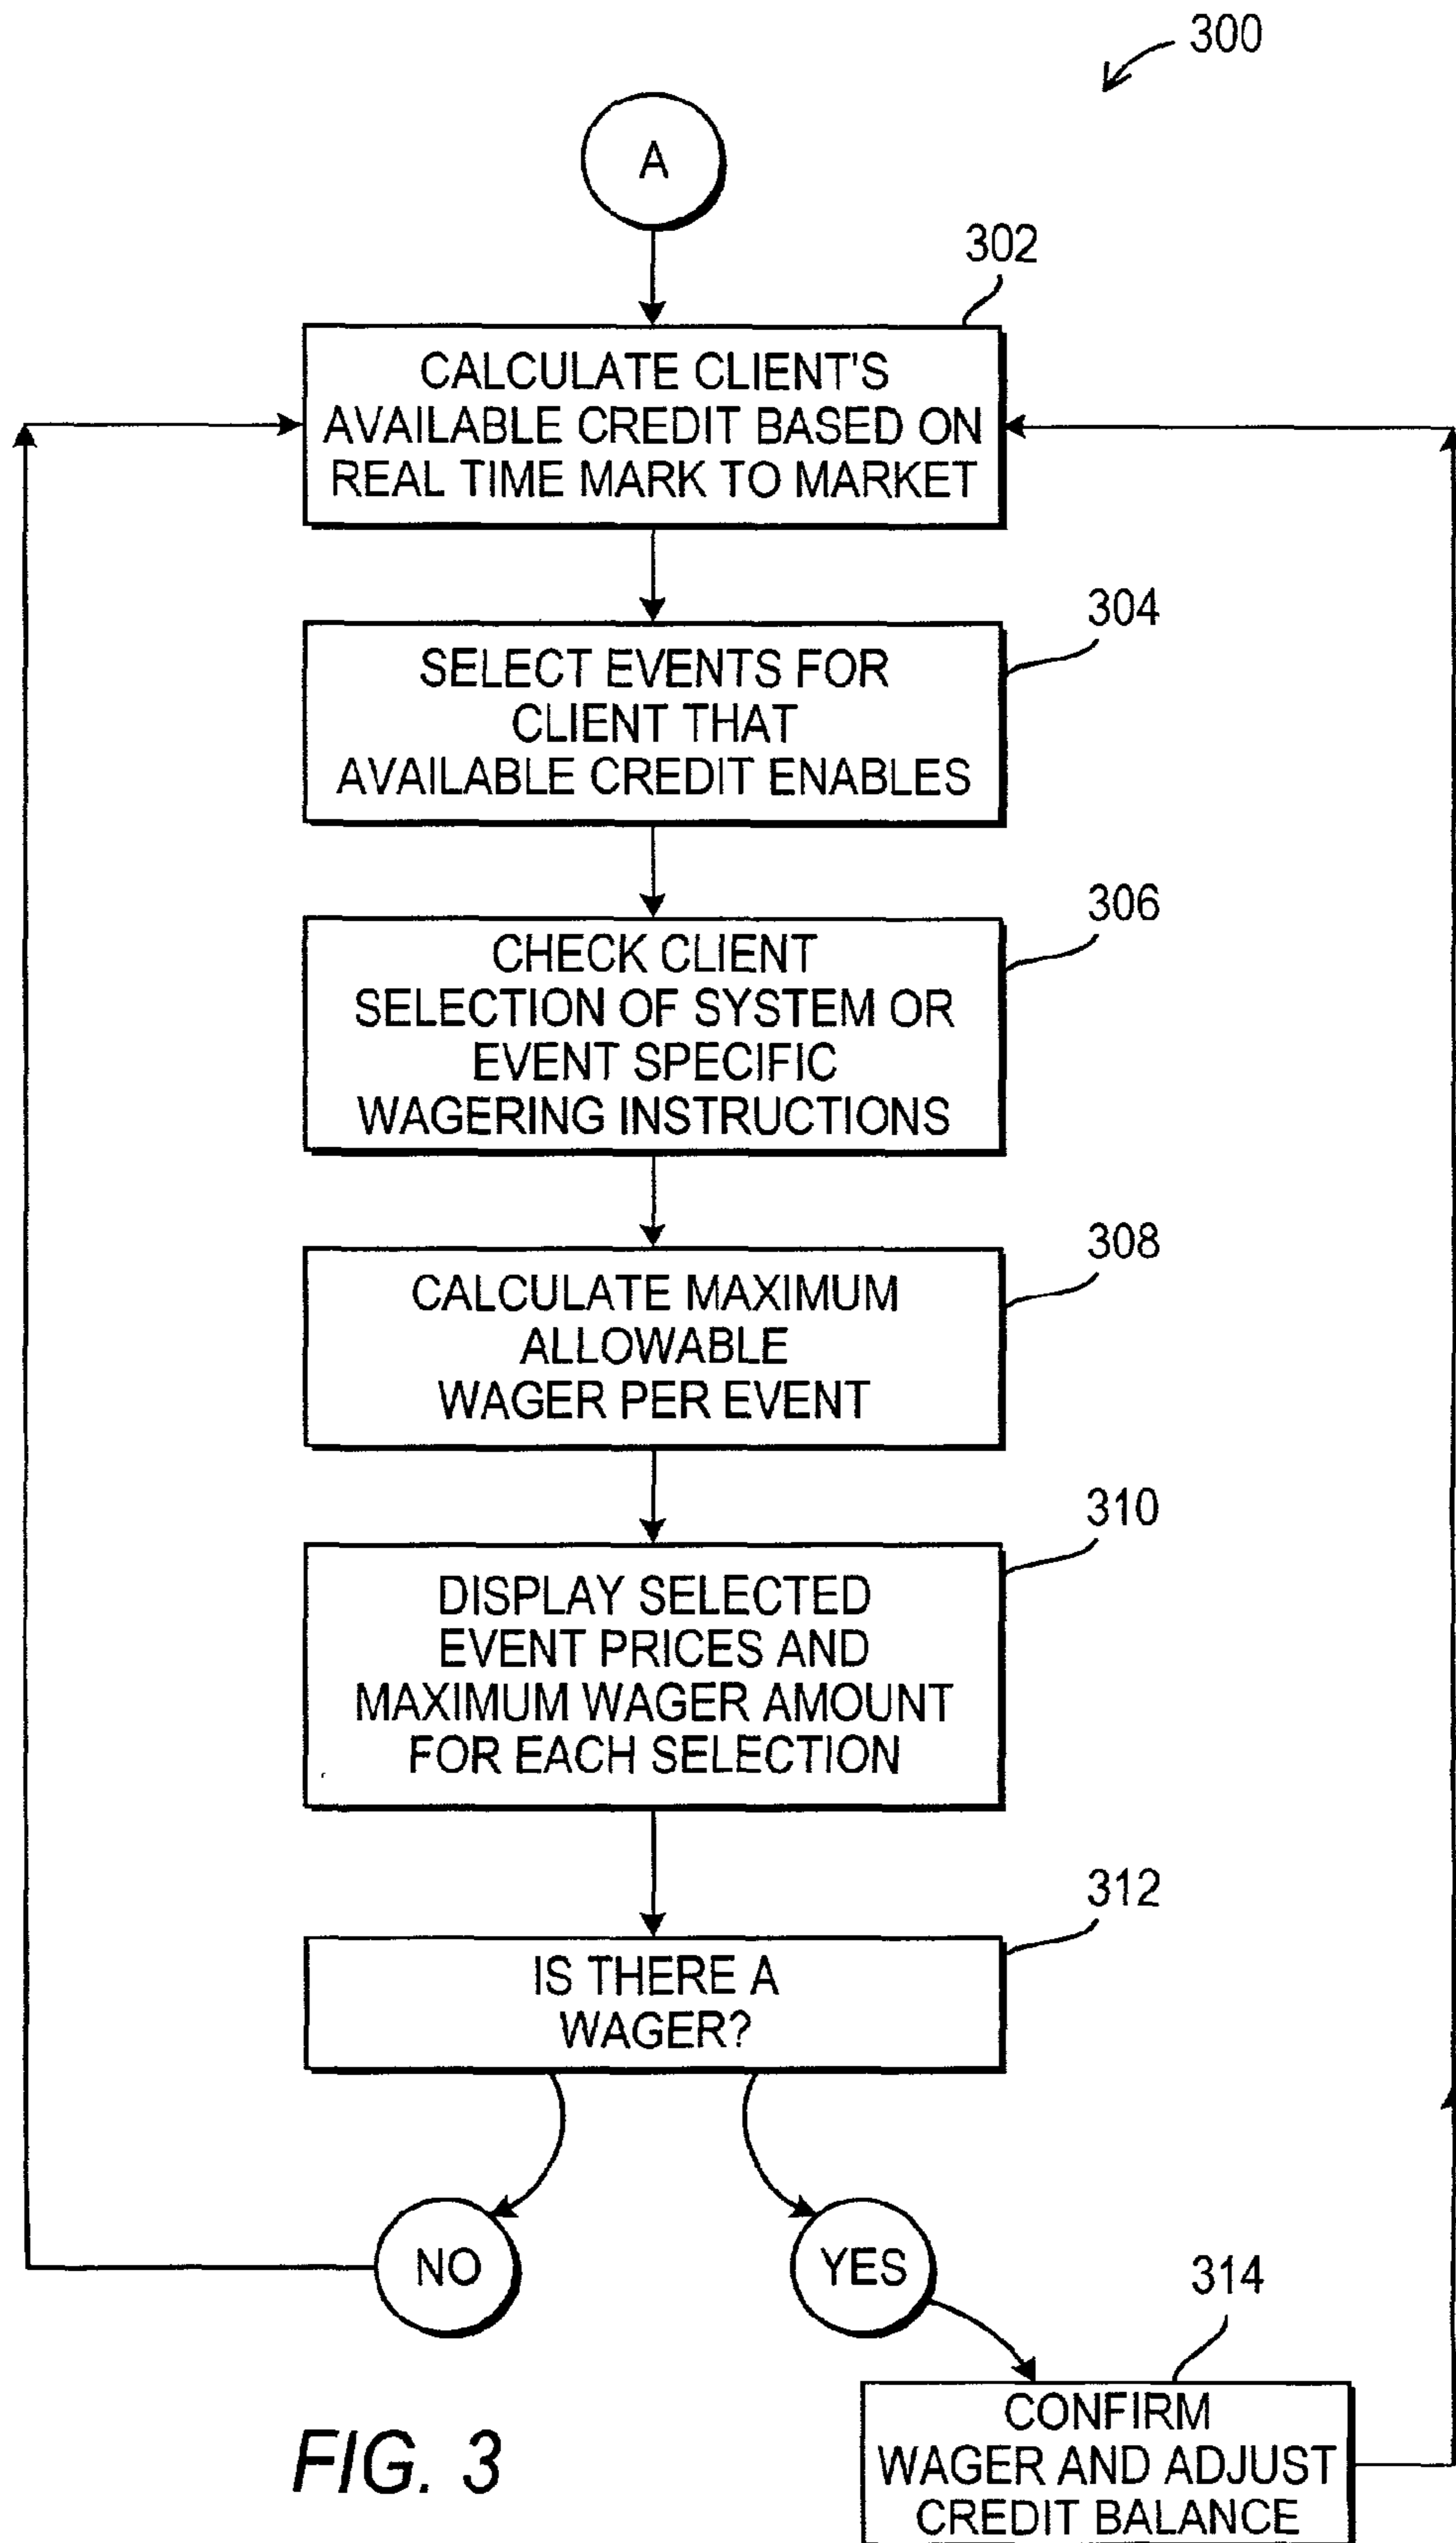 300
A
302
CALCULATE CLIENT'S
AVAILABLE CREDIT BASED ON
REAL TIME MARK TO MARKET
304
SELECT EVENTS FOR
CLIENT THAT
AVAILABLE CREDIT ENABLES
306
CHECK CLIENT
SELECTION OF SYSTEM OR
EVENT SPECIFIC
WAGERING INSTRUCTIONS
308
CALCULATE MAXIMUM
ALLOWABLE
WAGER PER EVENT
310
DISPLAY SELECTED
EVENT PRICES AND
MAXIMUM WAGER AMOUNT
FOR EACH SELECTION
312
IS THERE A
WAGER?
NO
YES
314
CONFIRM
WAGER AND ADJUST
CREDIT BALANCE
FIG. 3